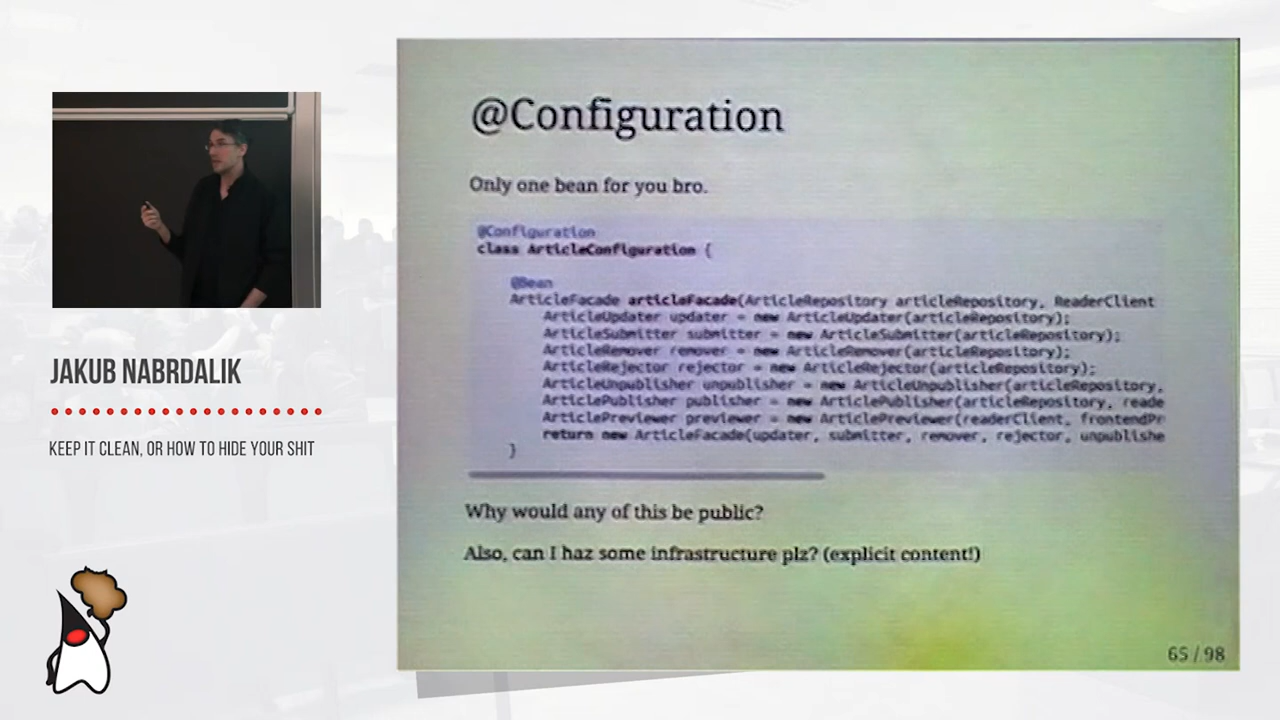 JAKUB NABRDALIK
KEEP IT CLEAN, OR HOW TO HIDE YOUR SHIT
@Configuration
Only one bean for you bro.
@Configuration
class ArticleConfiguration {
@Bean
ArticleFacade articleFacade(ArticleRepository articleRepository, ReaderClient
ArticleUpdater updater = new ArticleUpdater(articleRepository);
ArticleSubmitter submitter = new ArticleSubmitter(articleRepository);
ArticleRemover remover = new ArticleRemover(articleRepository);
ArticleRejector rejector = new ArticleRejector(articleRepository);
ArticleUnpublisher unpublisher = new ArticleUnpublisher(articleRepository,
ArticlePublisher publisher = new ArticlePublisher(articleRepository, reade
ArticlePreviewer previewer = new ArticlePreviewer(readerClient, frontendPr
return new ArticleFacade(updater, submitter, remover, rejector, unpublishe
}
Why would any of this be public?
Also, can I haz some infrastructure plz? (explicit content!)
65 / 98